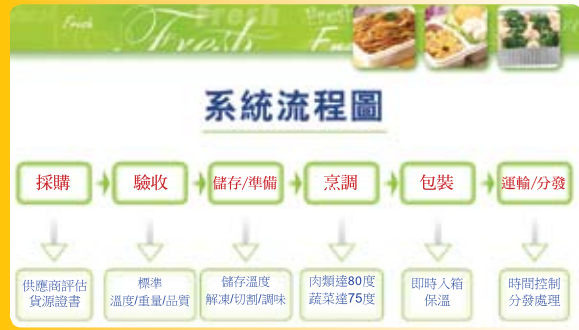 Fresh
Fresh
Fresh
系統流程圖
採購
驗收
儲存/準備
烹調
包裝
運輸/分發
供應商評估
貨源證書
標準
溫度/重量/品質
儲存溫度
解凍/切割/調味
肉類達80度
蔬菜達75度
即時入箱
保溫
時間控制
分發處理